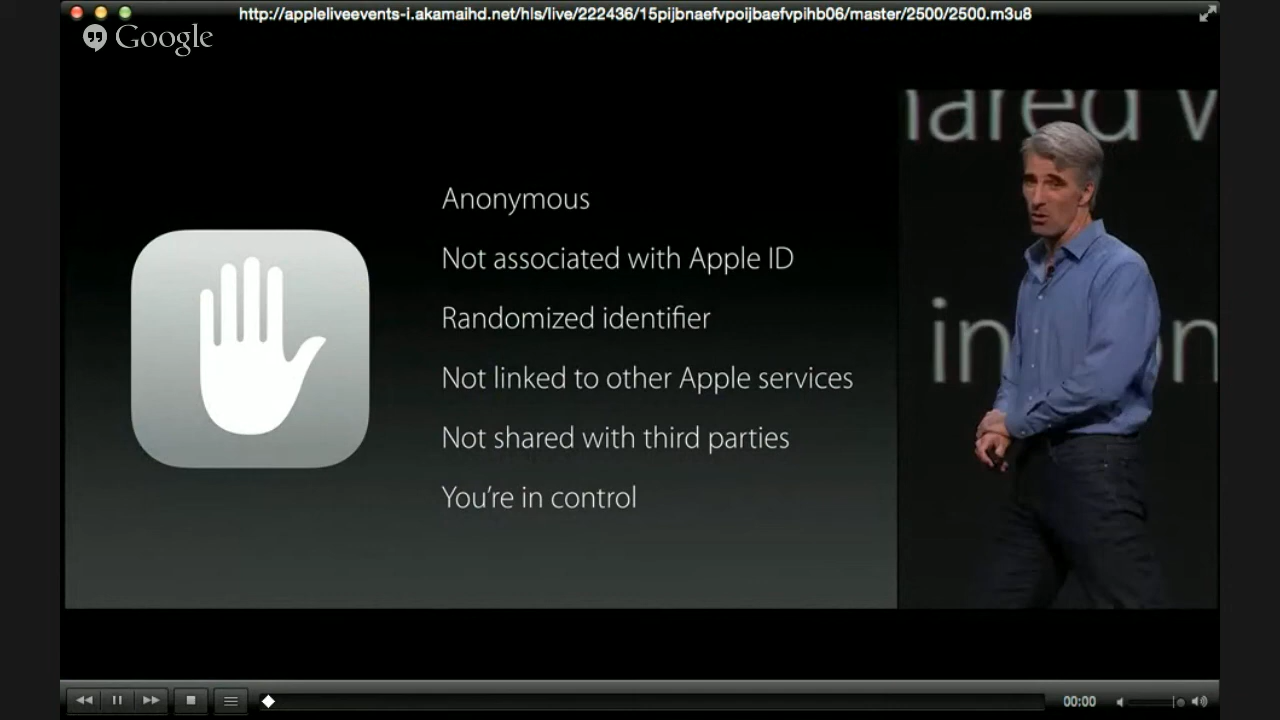 http://appleliveevents-i.akamaihd.net/hls/live/222436/15pijbnaefvpoijbaefvpihb06/master/2500/2500.m3u8
Google
Anonymous
Not associated with Apple ID
Randomized identifier
Not linked to other Apple services
Not shared with third parties
You're in control
00:00